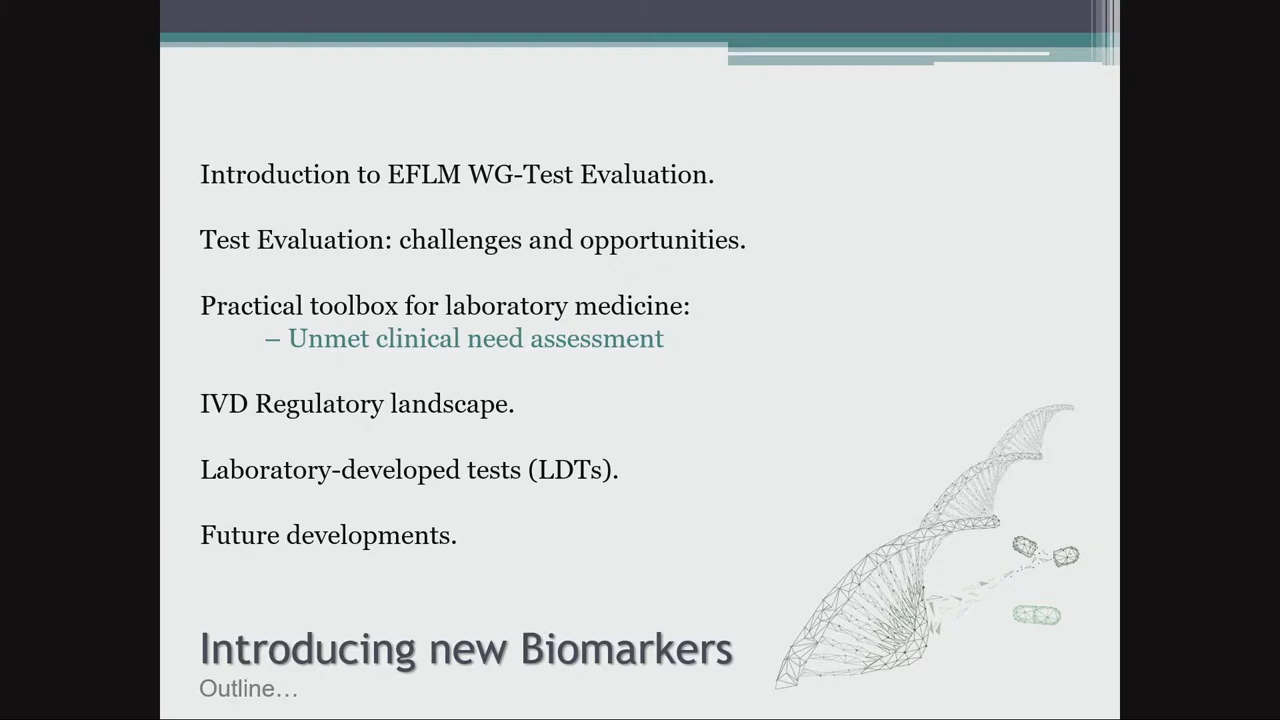 Introduction to EFLM WG-Test Evaluation.
Test Evaluation: challenges and opportunities.
Practical toolbox for laboratory medicine:
– Unmet clinical need assessment
IVD Regulatory landscape.
Laboratory-developed tests (LDTs).
Future developments.
Introducing new Biomarkers
Outline…